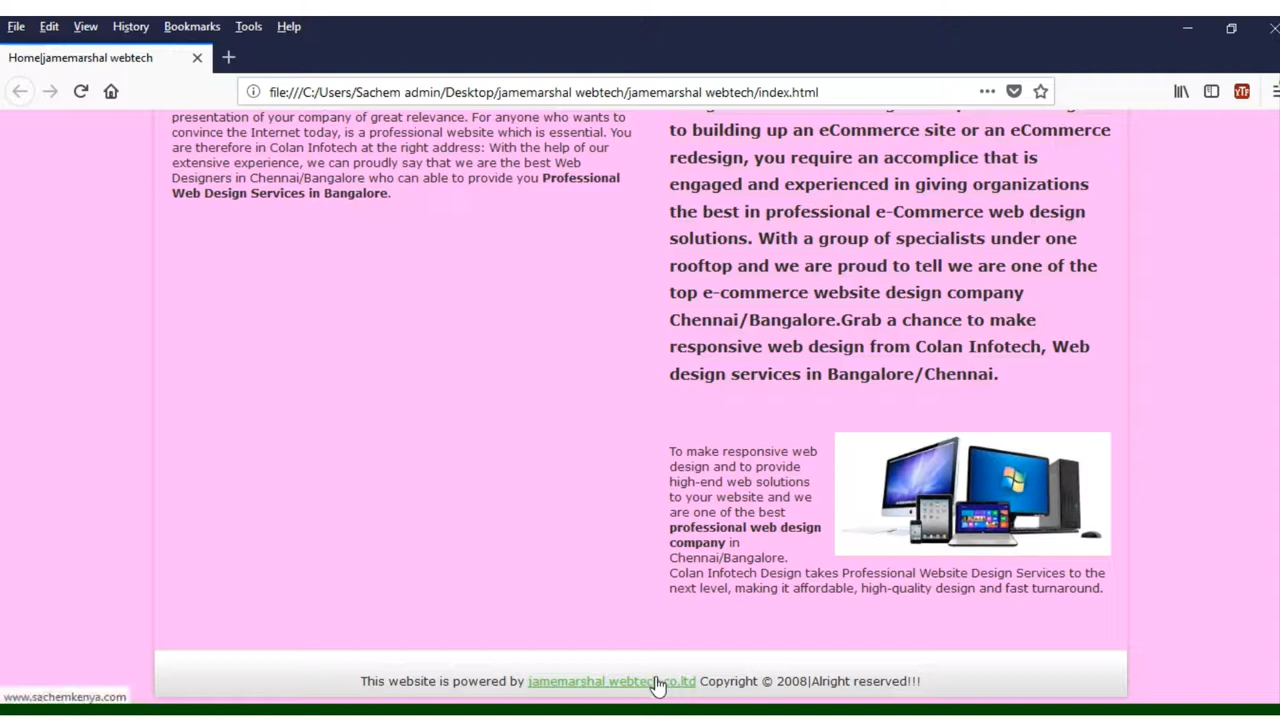 File Edit View History Bookmarks Tools Help
Home|jamemarshal webtech
file:///C:/Users/Sachem admin/Desktop/jamemarshal webtech/jamemarshal webtech/index.html
YTF
presentation of your company of great relevance. For anyone who wants to
convince the Internet today, is a professional website which is essential. You
are therefore in Colan Infotech at the right address: With the help of our
extensive experience, we can proudly say that we are the best Web
Designers in Chennai/Bangalore who can able to provide you Professional
Web Design Services in Bangalore.
to building up an eCommerce site or an eCommerce
redesign, you require an accomplice that is
engaged and experienced in giving organizations
the best in professional e-Commerce web design
solutions. With a group of specialists under one
rooftop and we are proud to tell we are one of the
top e-commerce website design company
Chennai/Bangalore.Grab a chance to make
responsive web design from Colan Infotech, Web
design services in Bangalore/Chennai.
To make responsive web
design and to provide
high-end web solutions
to your website and we
are one of the best
professional web design
company in
Chennai/Bangalore.
Colan Infotech Design takes Professional Website Design Services to the
next level, making it affordable, high-quality design and fast turnaround.
This website is powered by jamemarshal webtech co.ltd Copyright © 2008|Alright reserved!!!
www.sachemkenya.com